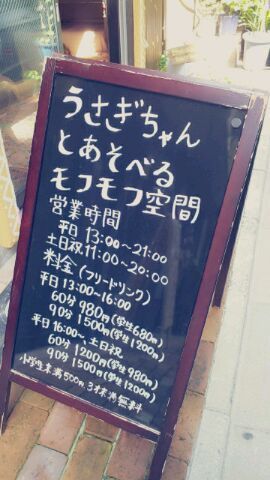 うさぎちゃん
とあそべる
モフモフ空間
営業時間
平日 13:00~21:00
土日祝 11:00~20:00
料金(フリードリンク)
平日13:00~16:00
60分 980円(学生680円)
90分 1500円(学生1200円)
平日16:00~、土日祝
60分 1200円(学生980円)
90分 1500円(学生1200円)
小学生未満500円、3才未満無料